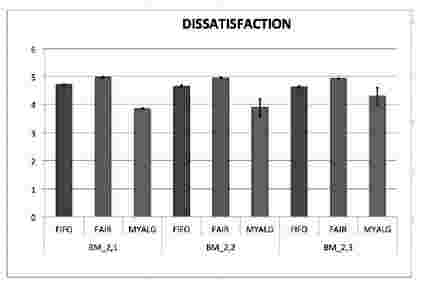 DISSATISFACTION
6
5
4
3
2
1
0
FIFO FAIR MYALG FIFO FAIR MYALG FIFO FAIR MYALG
BM_2,1 BM_2,2 BM_2,3